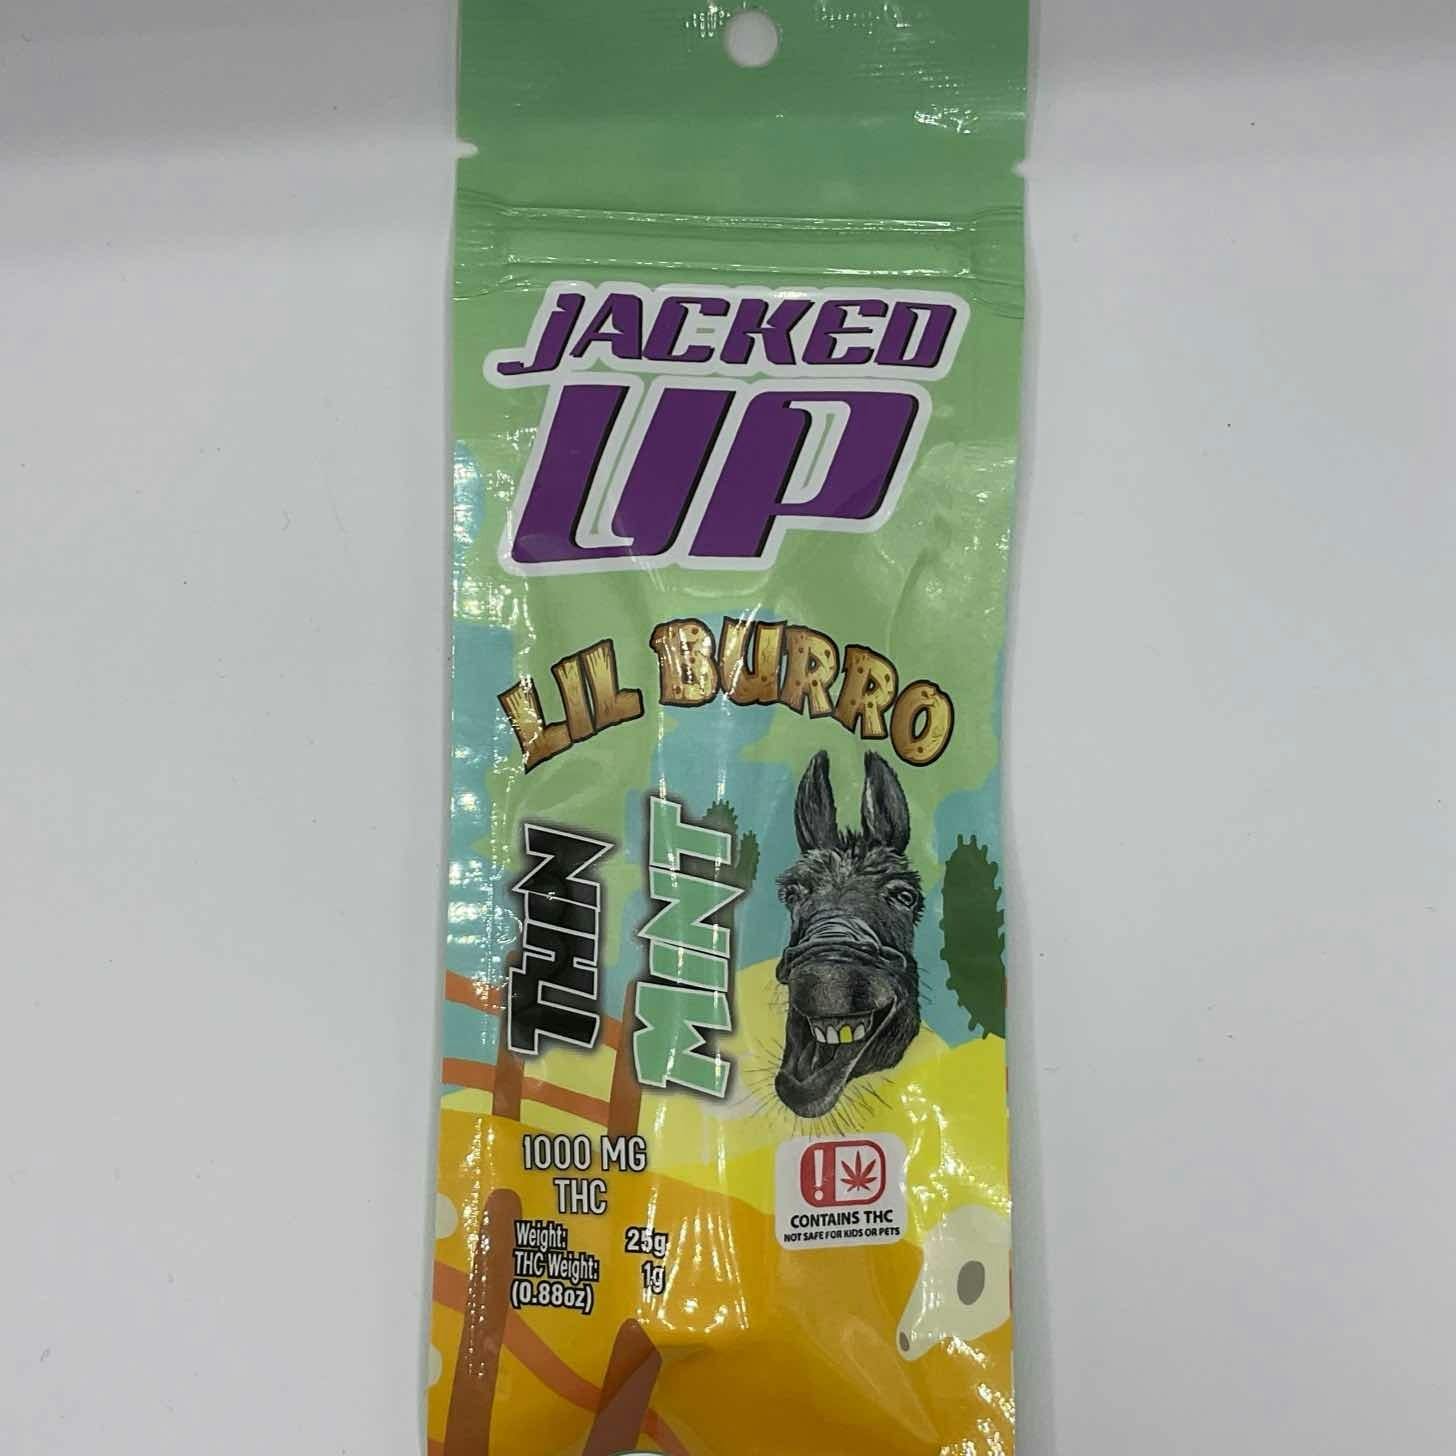 JACKED
UP
LIL BURRO
THIN
MINT
1000 MG
THC
Weight: 25g
THC Weight: 1g
(0.88oz)
!
CONTAINS THC
NOT SAFE FOR KIDS OR PETS